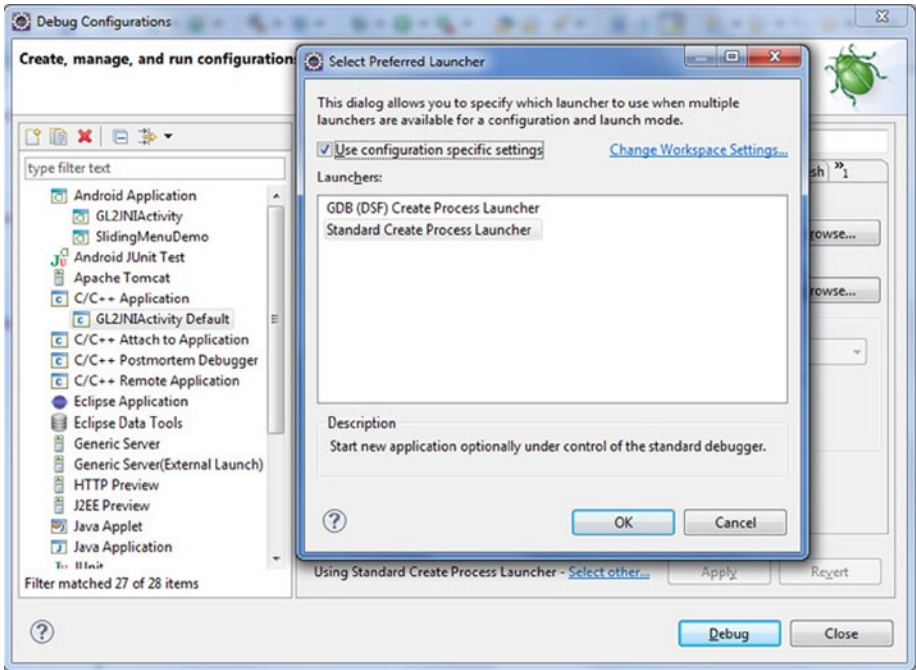 Debug Configurations
Create, manage, and run configuration
type filter text
Android Application
GL2JNIActivity
SlidingMenuDemo
Android JUnit Test
Apache Tomcat
C/C++ Application
GL2JNIActivity Default
C/C++ Attach to Application
C/C++ Postmortem Debugger
C/C++ Remote Application
Eclipse Application
Eclipse Data Tools
Generic Server
Generic Server(External Launch)
HTTP Preview
J2EE Preview
Java Applet
Java Application
Filter matched 27 of 28 items
Select Preferred Launcher
This dialog allows you to specify which launcher to use when multiple
launchers are available for a configuration and launch mode.
Use configuration specific settings Change Workspace Settings...
Launchers:
GDB (DSF) Create Process Launcher
Standard Create Process Launcher
Description
Start new application optionally under control of the standard debugger.
OK Cancel
sh »1
rowse...
rowse...
Using Standard Create Process Launcher - Select other... Apply Revert
Debug Close